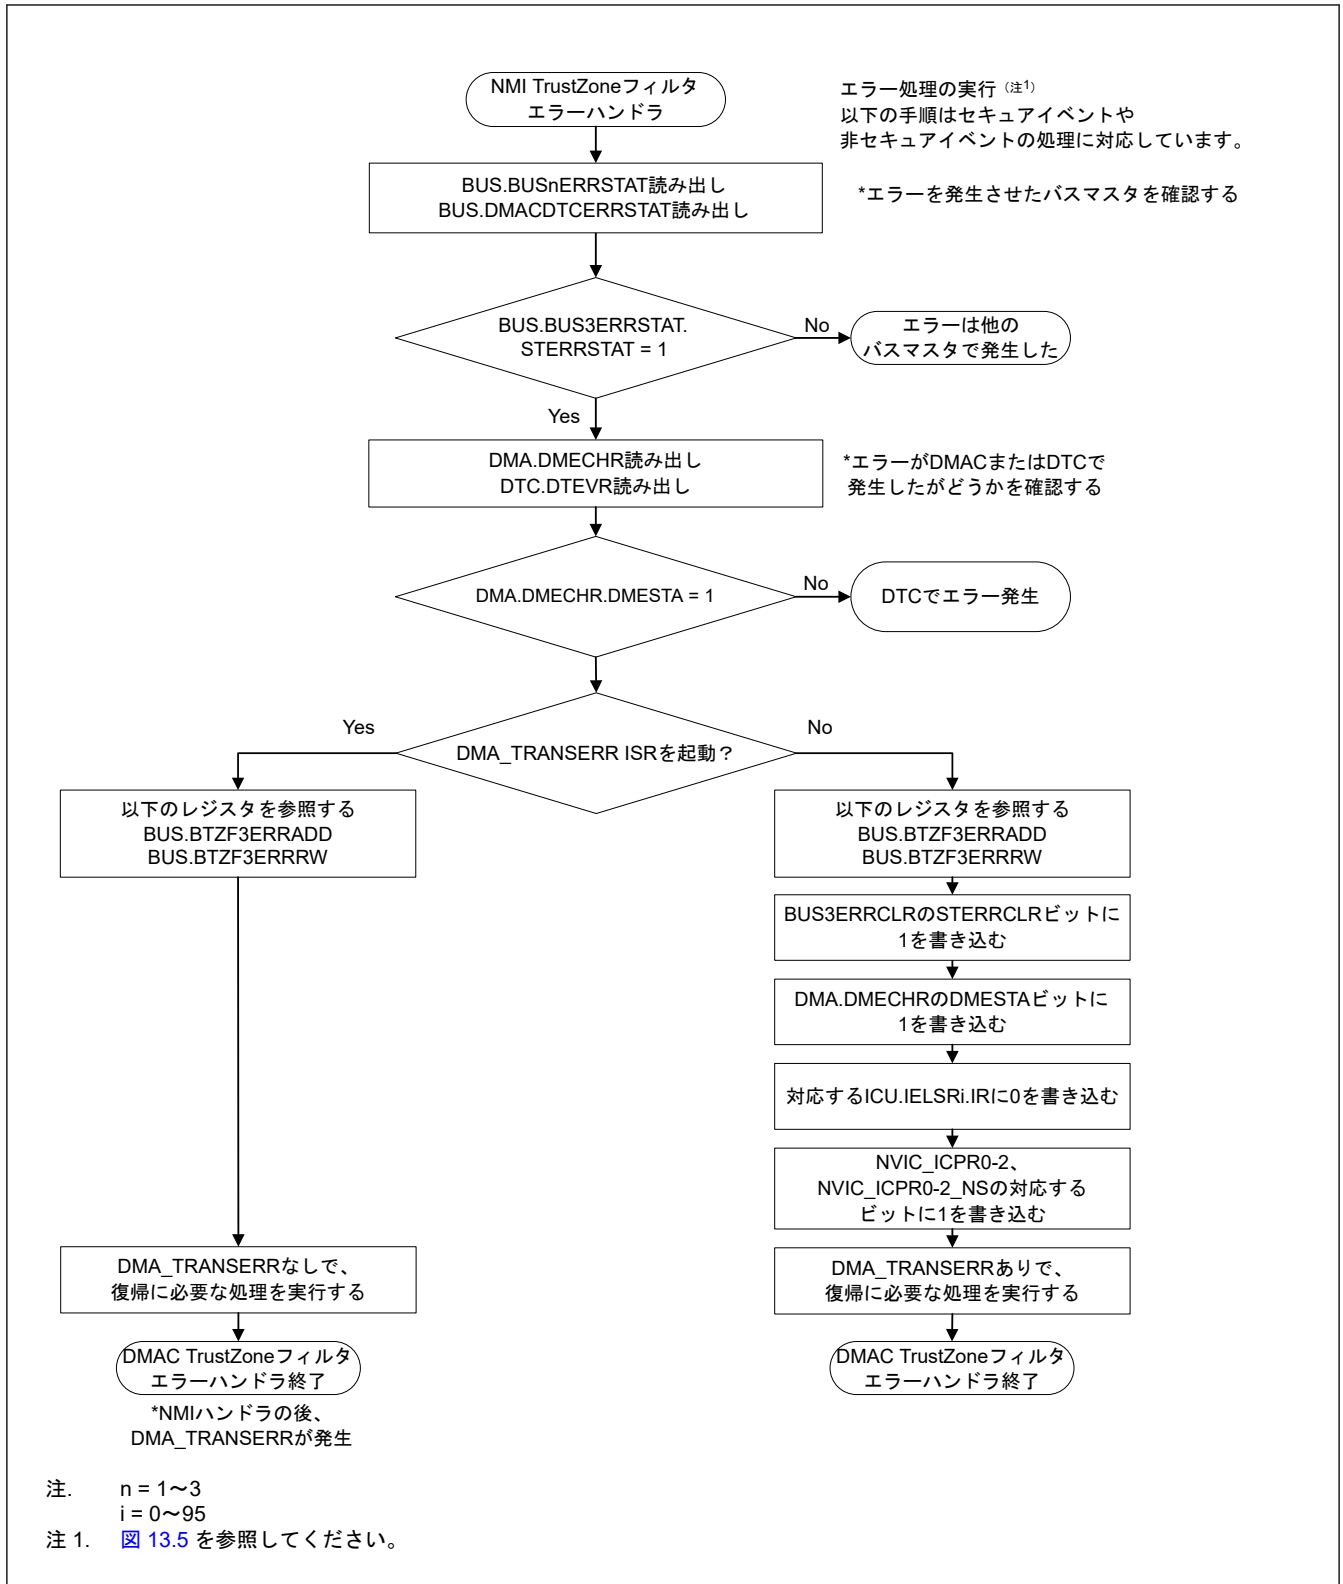 NMI TrustZoneフィルタ
エラーハンドラ
エラー処理の実行（注1）
以下の手順はセキュアイベントや
非セキュアイベントの処理に対応しています。
BUS.BUSnERRSTAT読み出し
BUS.DMACDTCERRSTAT読み出し
*エラーを発生させたバスマスタを確認する
BUS.BUS3ERRSTAT.
STERRSTAT = 1
No
エラーは他の
バスマスタで発生した
Yes
DMA.DMECHR読み出し
DTC.DTEVR読み出し
*エラーがDMACまたはDTCで
発生したがどうかを確認する
DMA.DMECHR.DMESTA = 1
No
DTCでエラー発生
Yes
DMA_TRANSERR ISRを起動？
No
以下のレジスタを参照する
BUS.BTZF3ERRADD
BUS.BTZF3ERRRW
以下のレジスタを参照する
BUS.BTZF3ERRADD
BUS.BTZF3ERRRW
BUS3ERRCLRのSTERRCLRビットに
1を書き込む
DMA.DMECHRのDMESTAビットに
1を書き込む
対応するICU.IELSRi.IRに0を書き込む
NVIC_ICPR0-2、
NVIC_ICPR0-2_NSの対応する
ビットに1を書き込む
DMA_TRANSERRなしで、
復帰に必要な処理を実行する
DMA_TRANSERRありで、
復帰に必要な処理を実行する
DMAC TrustZoneフィルタ
エラーハンドラ終了
DMAC TrustZoneフィルタ
エラーハンドラ終了
*NMIハンドラの後、
DMA_TRANSERRが発生
注. n = 1～3
i = 0～95
注 1. 図 13.5 を参照してください。